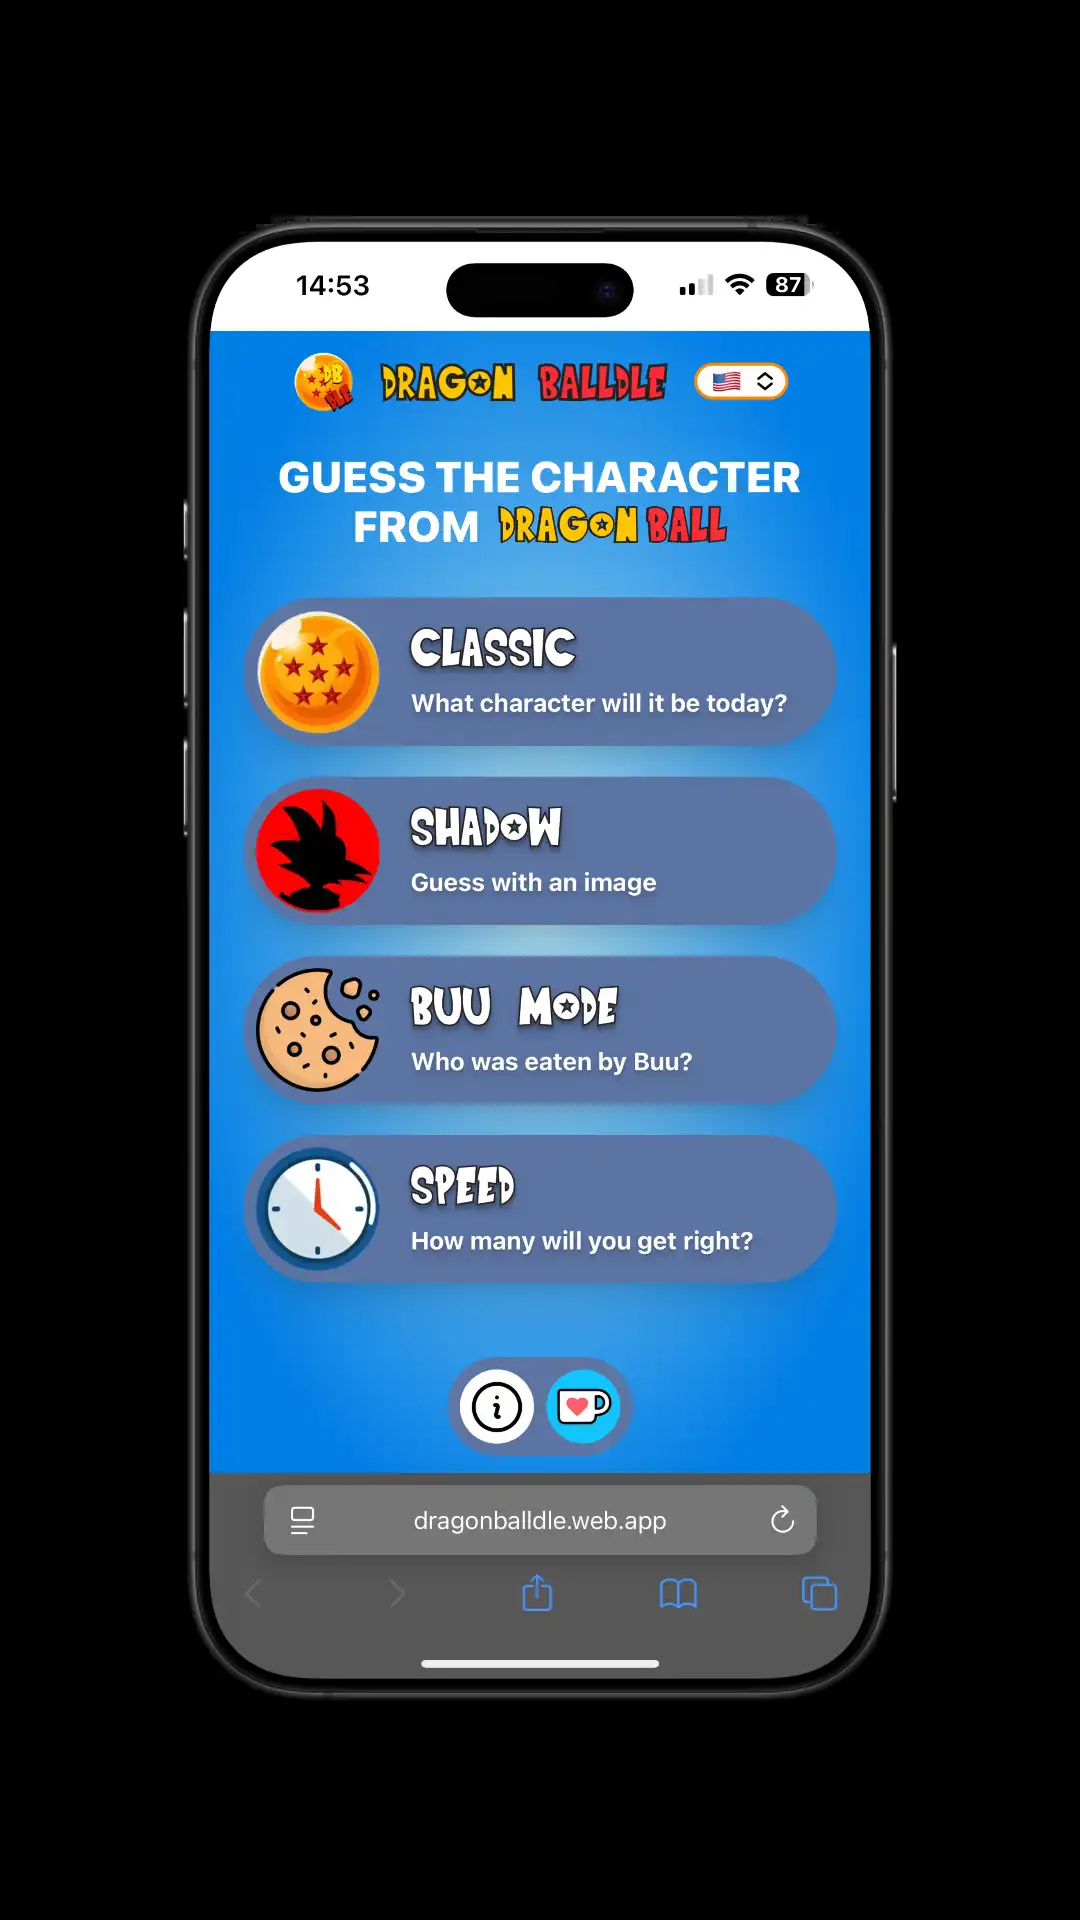 14:53
87
DB
DLE
DRAGON BALLDLE
GUESS THE CHARACTER
FROM DRAGON BALL
CLASSIC
What character will it be today?
SHADOW
Guess with an image
BUU MODE
Who was eaten by Buu?
SPEED
How many will you get right?
i
dragonballdle.web.app